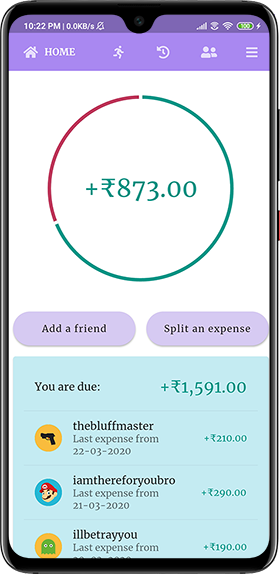 10:22 PM | 0.0KB/s
100
HOME
+₹873.00
Add a friend
Split an expense
You are due:
+₹1,591.00
thebluffmaster
Last expense from
22-03-2020
+₹210.00
iamthereforyoubro
Last expense from
21-03-2020
+₹290.00
illbetrayyou
Last expense from
+₹190.00